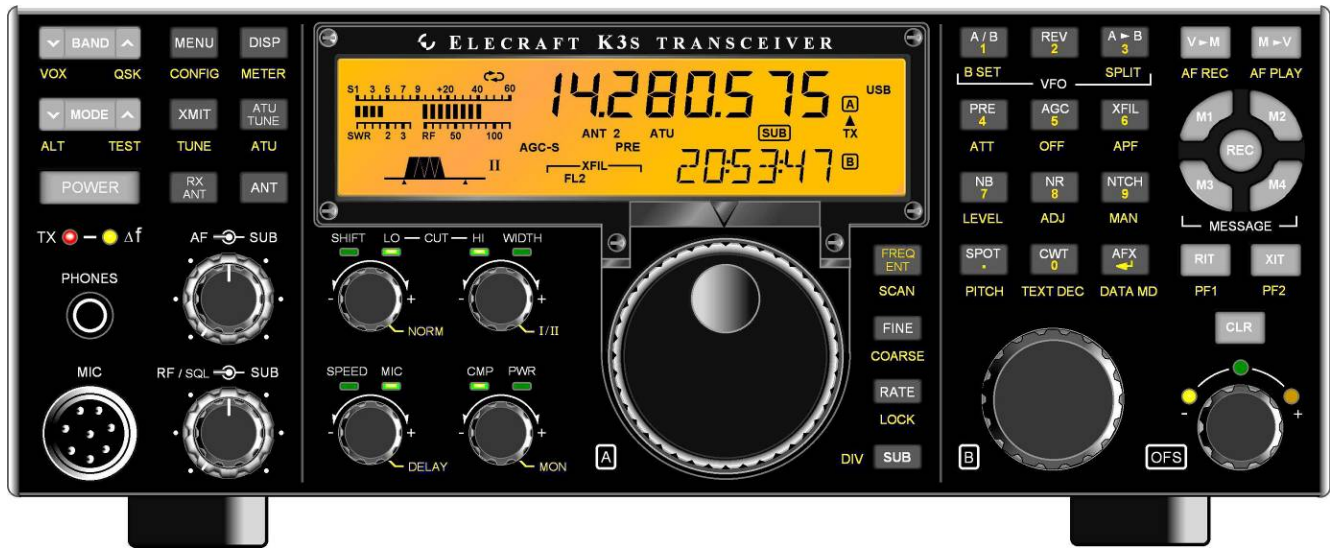 ELECRAFT K3S TRANSCEIVER
BAND MENU DISP
VOX QSK CONFIG METER
MODE XMIT ATU TUNE
ALT TEST TUNE ATU
POWER RX ANT ANT
TX Δf AF SUB
PHONES
MIC RF / SQL SUB
S1 3 5 7 9 +20 40 60
SWR 2 3 RF 50 100
14.280.575 USB
A
TX
ANT 2 ATU SUB
AGC-S PRE
XFIL
FL2
II
20:53:47 B
SHIFT LO CUT HI WIDTH
- + - +
NORM I/II
SPEED MIC CMP PWR
- + - +
DELAY MON
A
FREQ ENT
SCAN
FINE
COARSE
RATE
LOCK
DIV SUB
A / B 1 REV 2 A ► B 3
B SET VFO SPLIT
PRE 4 AGC 5 XFIL 6
ATT OFF APF
NB 7 NR 8 NTCH 9
LEVEL ADJ MAN
SPOT . CWT 0 AFX
PITCH TEXT DEC DATA MD
B
V►M M►V
AF REC AF PLAY
M1 M2
REC
M3 M4
MESSAGE
RIT XIT
PF1 PF2
CLR
- +
OFS